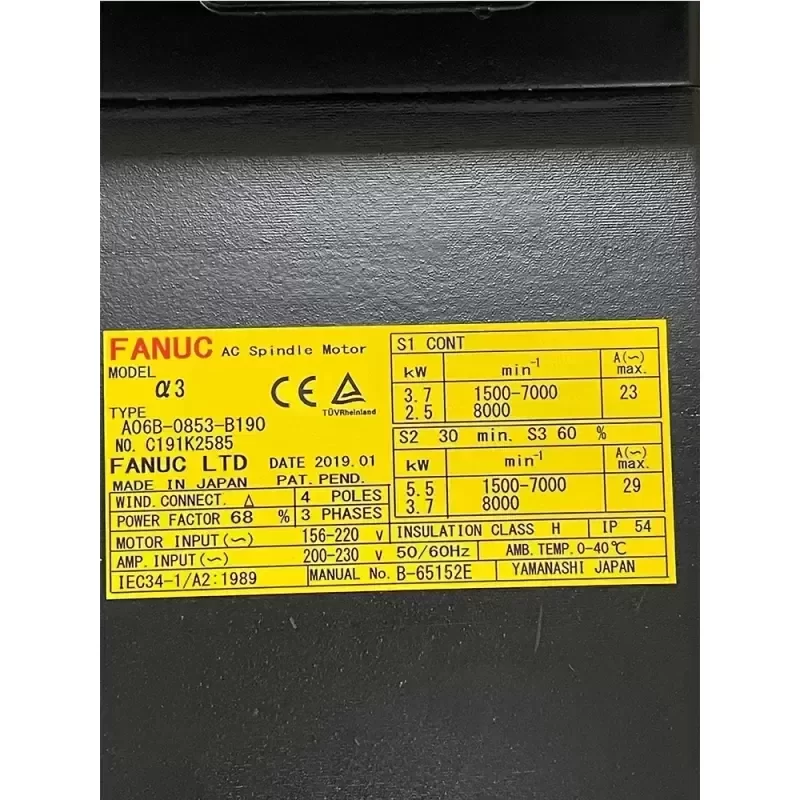 FANUC AC Spindle Motor
MODEL
α3
CE TÜVRheinland
TYPE
A06B-0853-B190
NO. C191K2585
FANUC LTD DATE 2019.01
MADE IN JAPAN PAT. PEND.
WIND. CONNECT. △ 4 POLES
POWER FACTOR 68 % 3 PHASES
MOTOR INPUT(∼) 156-220 V
AMP. INPUT(∼) 200-230 V 50/60Hz
IEC34-1/A2:1989 MANUAL No. B-65152E
S1 CONT
kW min⁻¹ A(∼) max.
3.7 1500-7000 23
2.5 8000
S2 30 min. S3 60 %
kW min⁻¹ A(∼) max.
5.5 1500-7000 29
3.7 8000
INSULATION CLASS H IP 54
AMB. TEMP. 0-40℃
YAMANASHI JAPAN